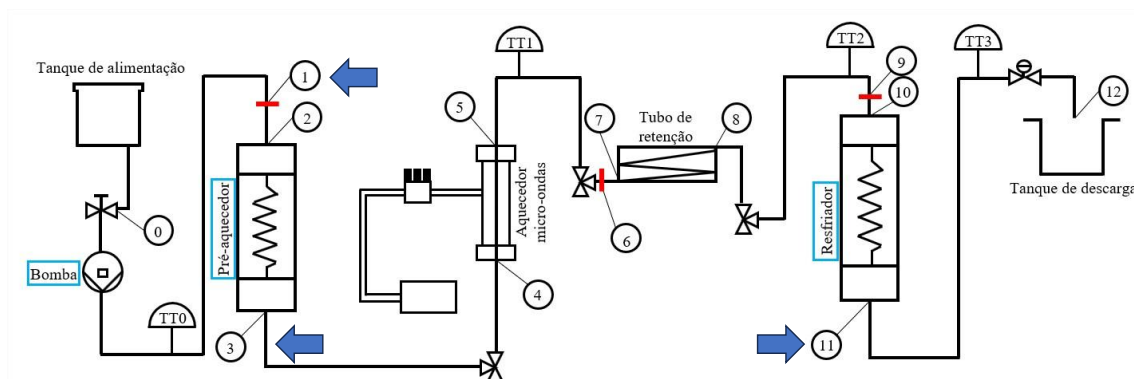 Tanque de alimentação
0
Bomba
TT0
1
2
Pré-aquecedor
3
4
5
Aquecedor
micro-ondas
TT1
6
7
Tubo de
retenção
8
TT2
9
10
Resfriador
11
TT3
12
Tanque de descarga